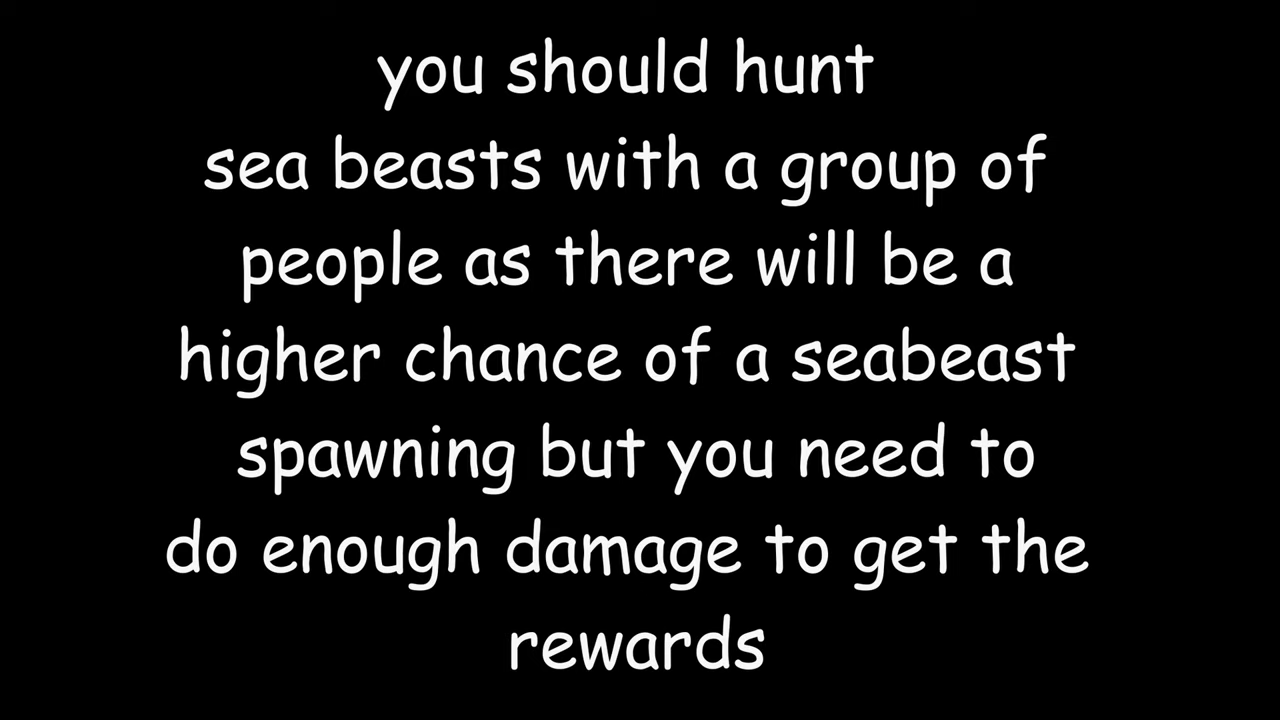 you should hunt
sea beasts with a group of
people as there will be a
higher chance of a seabeast
spawning but you need to
do enough damage to get the
rewards